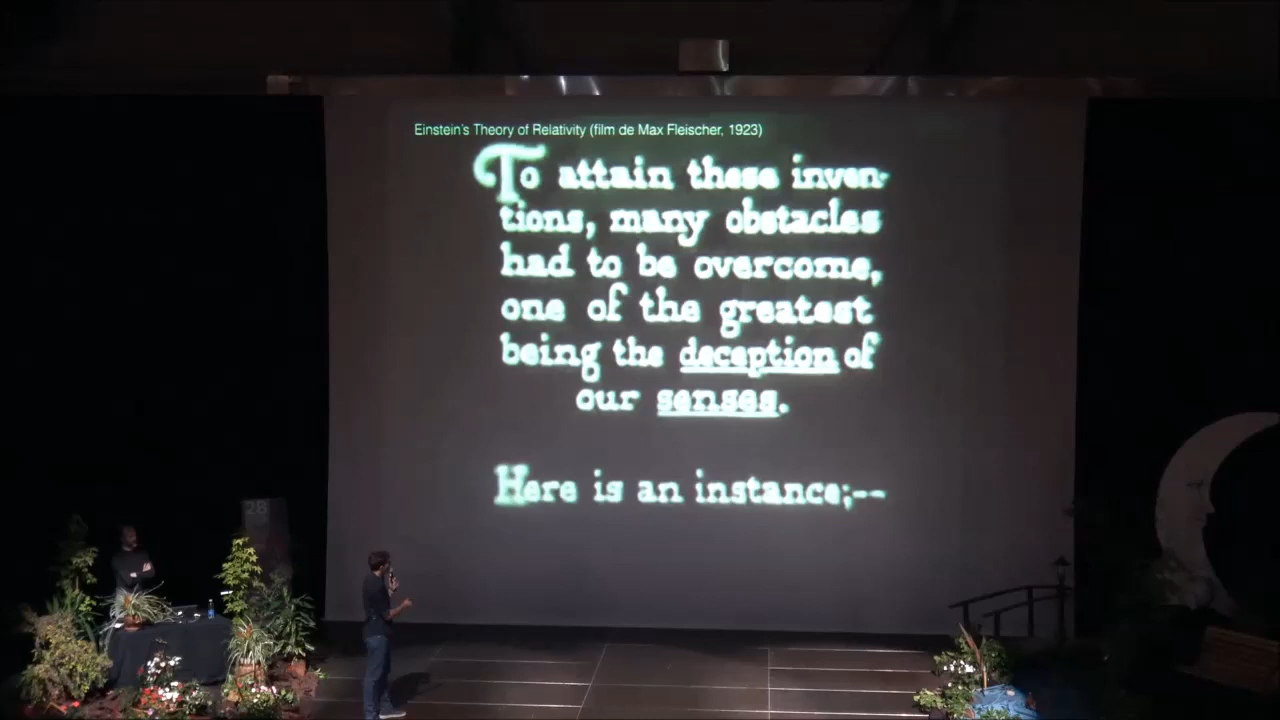 Einstein's Theory of Relativity (film de Max Fleischer, 1923)
To attain these inven-
tions, many obstacles
had to be overcome,
one of the greatest
being the deception of
our senses.
Here is an instance;--
2B